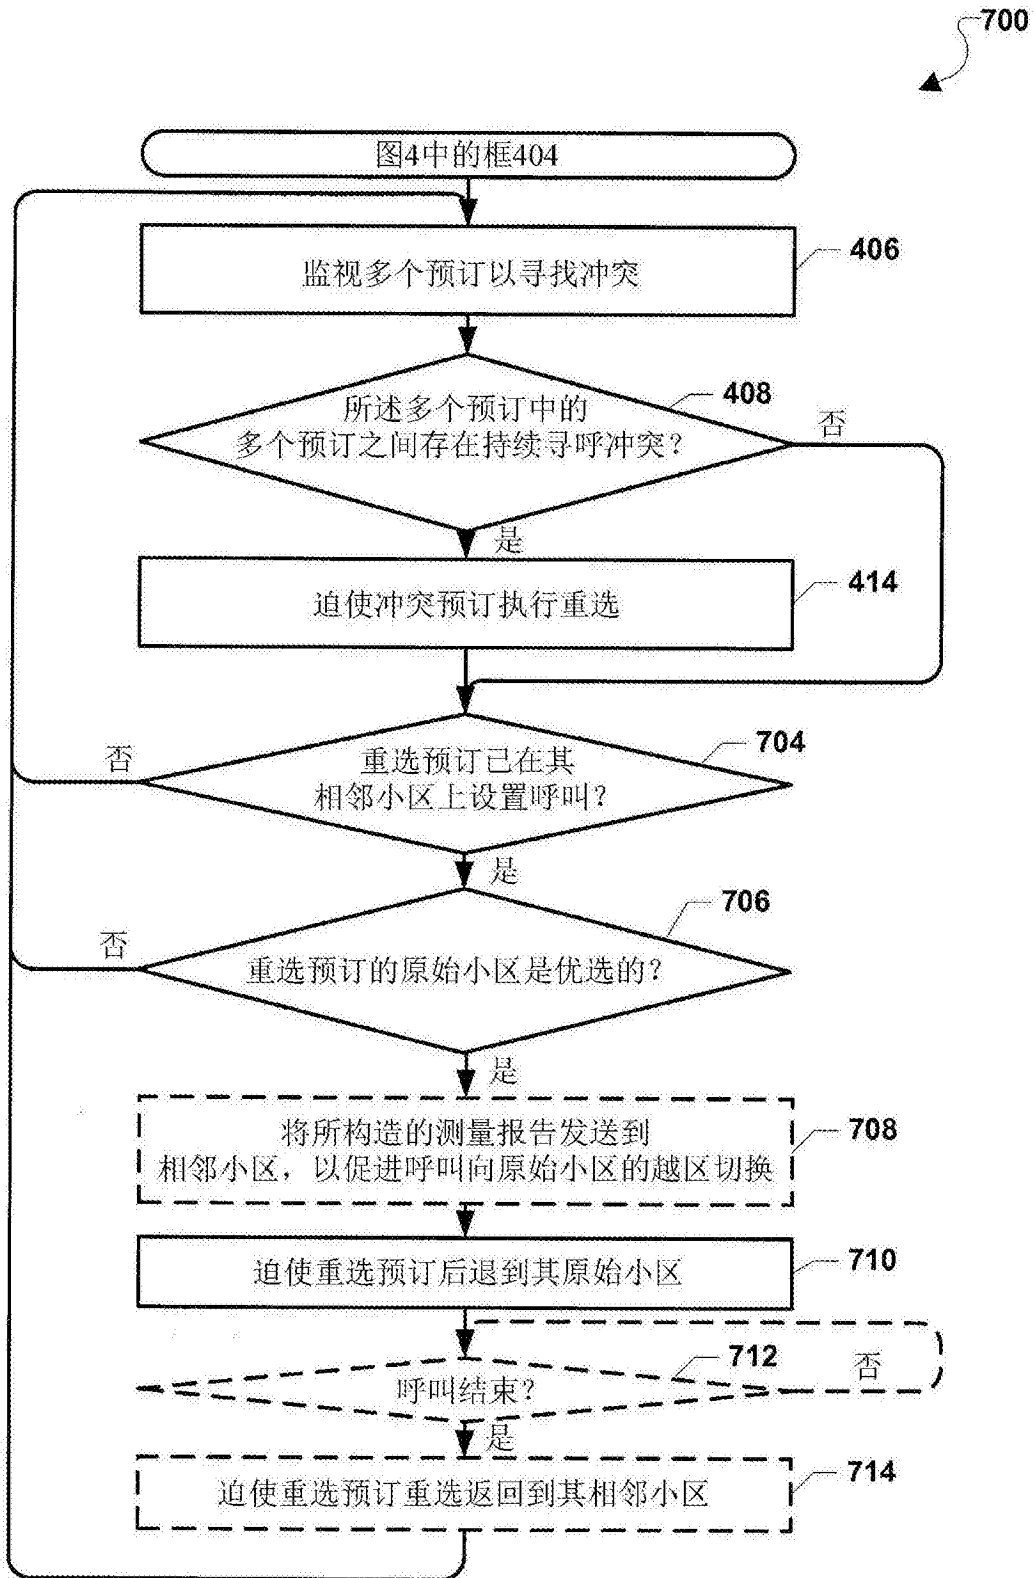 700
图4中的框404
监视多个预订以寻找冲突
406
所述多个预订中的
多个预订之间存在持续寻呼冲突？
408
否
是
迫使冲突预订执行重选
414
重选预订已在其
相邻小区上设置呼叫？
704
否
是
重选预订的原始小区是优选的？
706
否
是
将所构造的测量报告发送到
相邻小区，以促进呼叫向原始小区的越区切换
708
迫使重选预订后退到其原始小区
710
呼叫结束？
712
否
是
迫使重选预订重选返回到其相邻小区
714